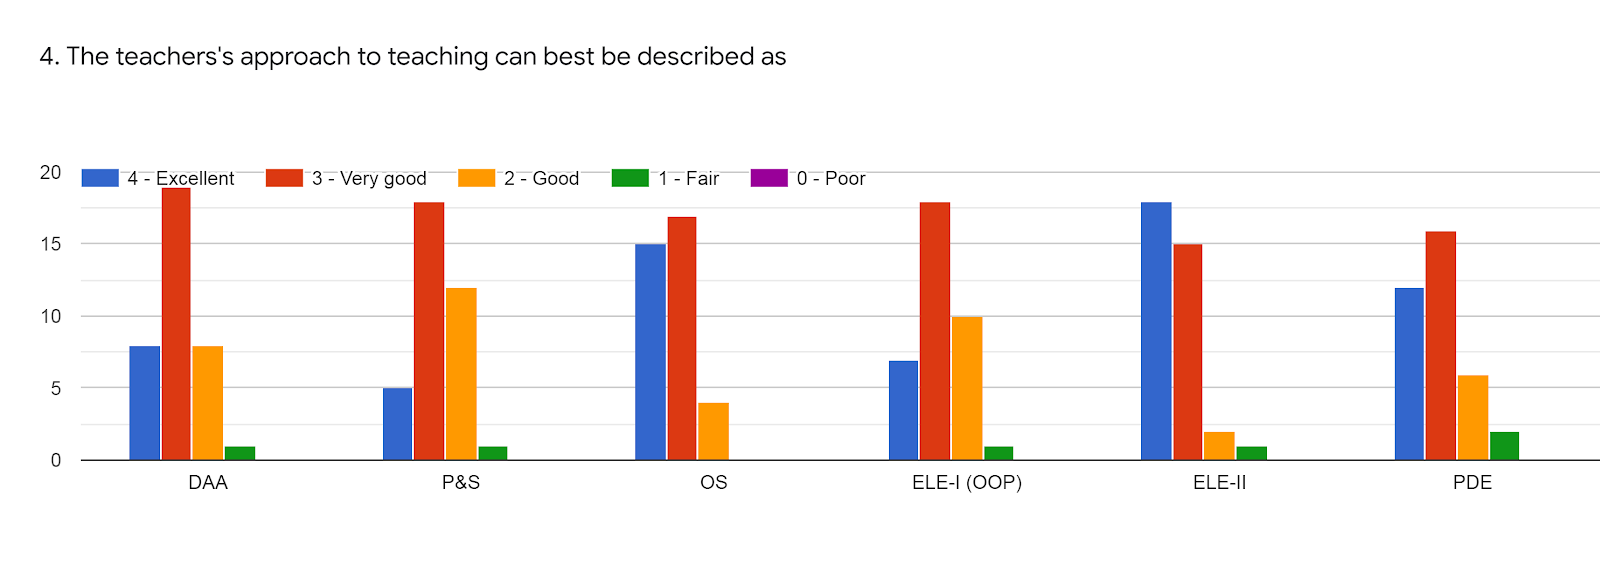 4. The teachers's approach to teaching can best be described as
20
4 - Excellent 3 - Very good 2 - Good 1 - Fair 0 - Poor
15
10
5
0
DAA P&S OS ELE-I (OOP) ELE-II PDE